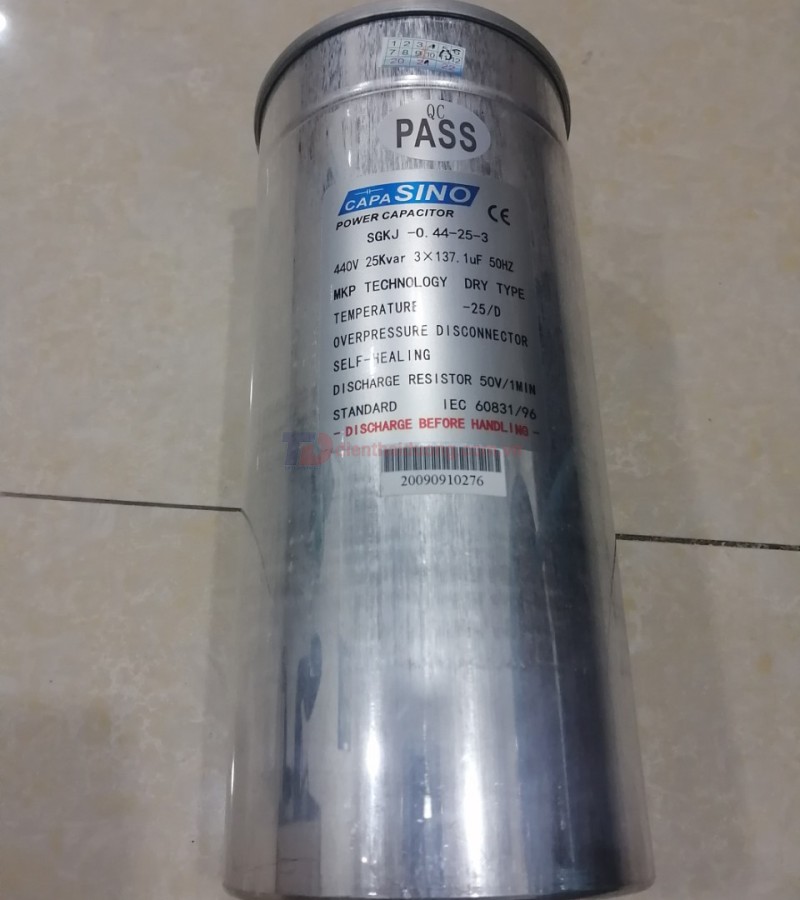 QC
PASS
CAPA SINO
POWER CAPACITOR CE
SGKJ -0.44-25-3
440V 25Kvar 3×137.1uF 50HZ
MKP TECHNOLOGY DRY TYPE
TEMPERATURE -25/D
OVERPRESSURE DISCONNECTOR
SELF-HEALING
DISCHARGE RESISTOR 50V/1MIN
STANDARD IEC 60831/96
- DISCHARGE BEFORE HANDLING -
20090910276